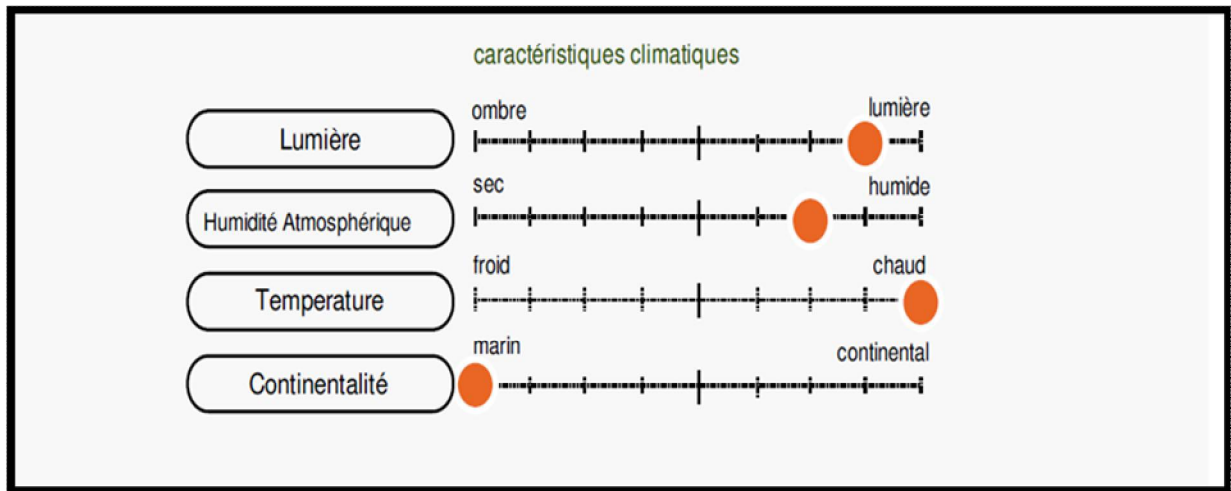 caractéristiques climatiques
ombre
lumière
Lumière
sec
humide
Humidité Atmosphérique
froid
chaud
Temperature
marin
continental
Continentalité